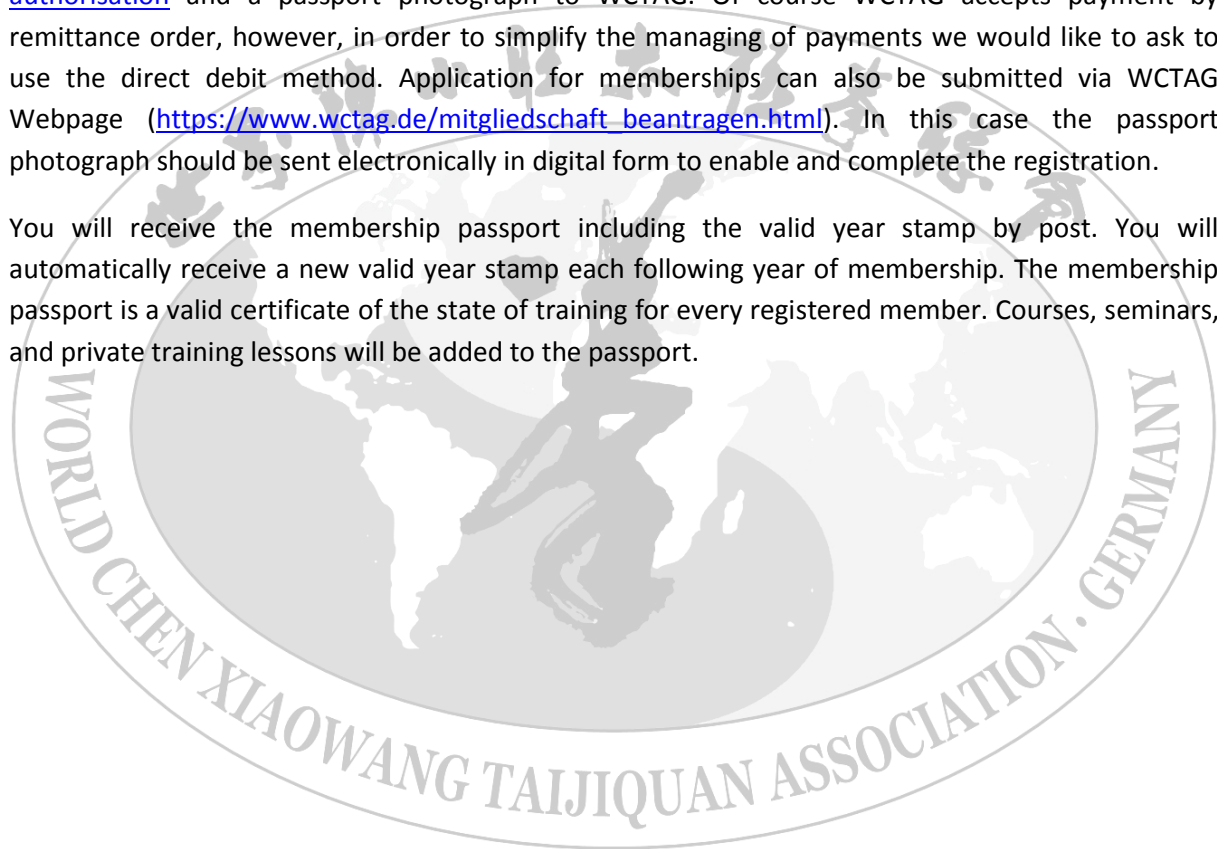 authorisation and a passport photograph to WCTAG. Of course WCTAG accepts payment by
remittance order, however, in order to simplify the managing of payments we would like to ask to
use the direct debit method. Application for memberships can also be submitted via WCTAG
Webpage (https://www.wctag.de/mitgliedschaft_beantragen.html). In this case the passport
photograph should be sent electronically in digital form to enable and complete the registration.
You will receive the membership passport including the valid year stamp by post. You will
automatically receive a new valid year stamp each following year of membership. The membership
passport is a valid certificate of the state of training for every registered member. Courses, seminars,
and private training lessons will be added to the passport.
WORLD CHEN XIAOWANG TAIJIQUAN ASSOCIATION · GERMANY